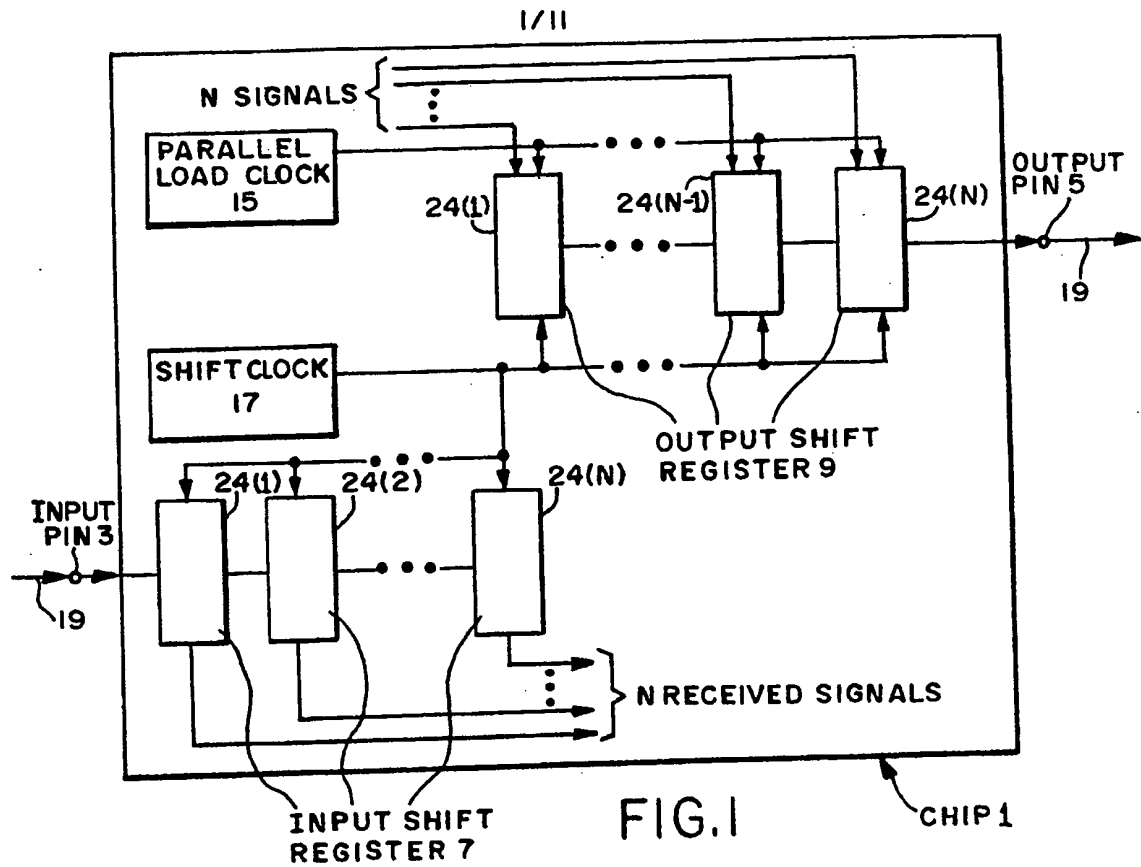 1/11
N SIGNALS
PARALLEL
LOAD CLOCK
15
24(1)
24(N-1)
24(N)
OUTPUT
PIN 5
19
SHIFT CLOCK
17
OUTPUT SHIFT
REGISTER 9
24(1)
24(2)
24(N)
INPUT
PIN 3
19
N RECEIVED SIGNALS
INPUT SHIFT
REGISTER 7
FIG.1
CHIP 1